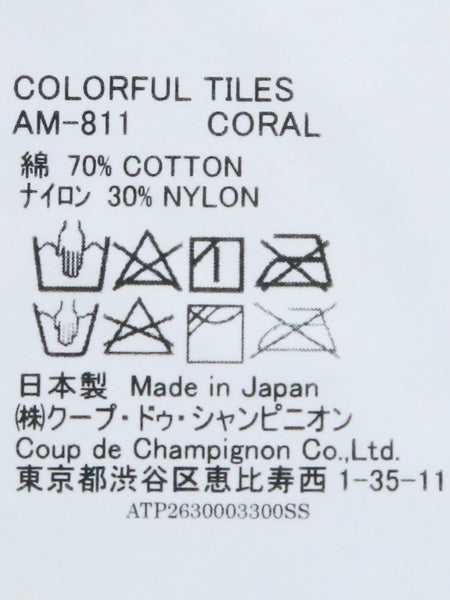 COLORFUL TILES
AM-811 CORAL
綿 70% COTTON
ナイロン 30% NYLON
日本製 Made in Japan
㈱クープ・ドゥ・シャンピニオン
Coup de Champignon Co.,Ltd.
東京都渋谷区恵比寿西 1-35-11
ATP2630003300SS